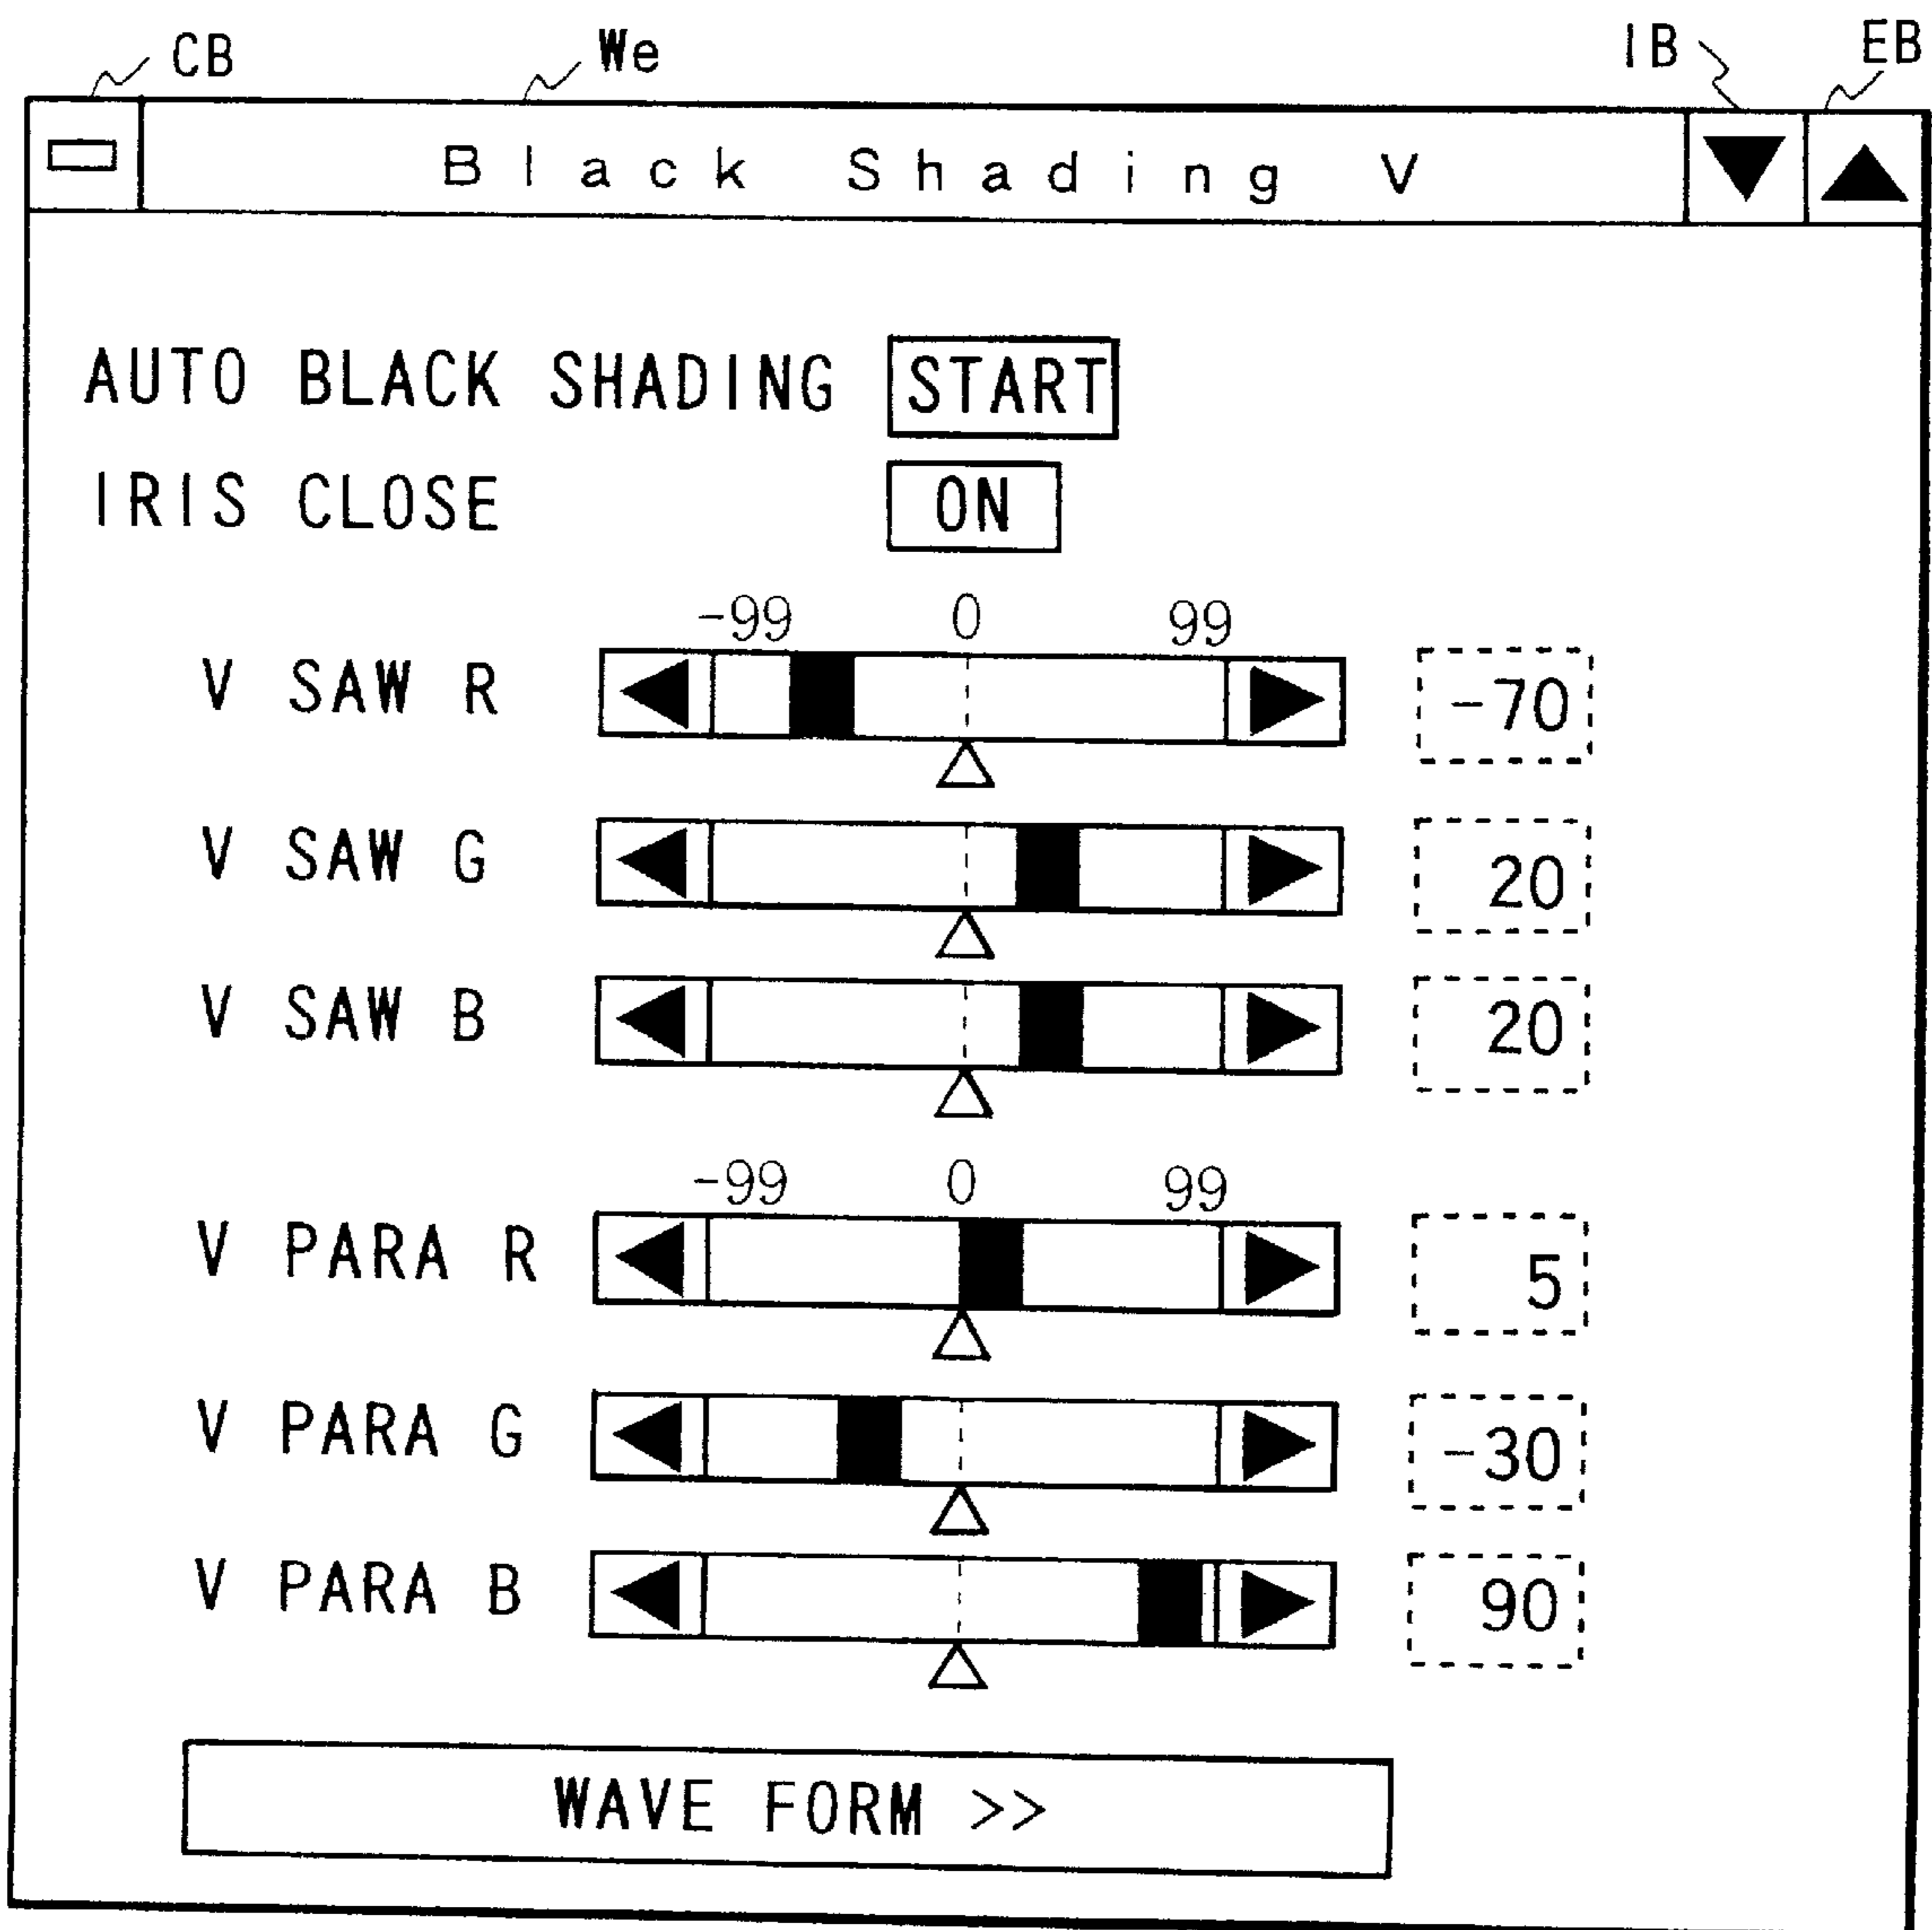 CB We IB EB
Black Shading V
AUTO BLACK SHADING START
IRIS CLOSE ON
-99 0 99
V SAW R -70
V SAW G 20
V SAW B 20
-99 0 99
V PARA R 5
V PARA G -30
V PARA B 90
WAVE FORM >>